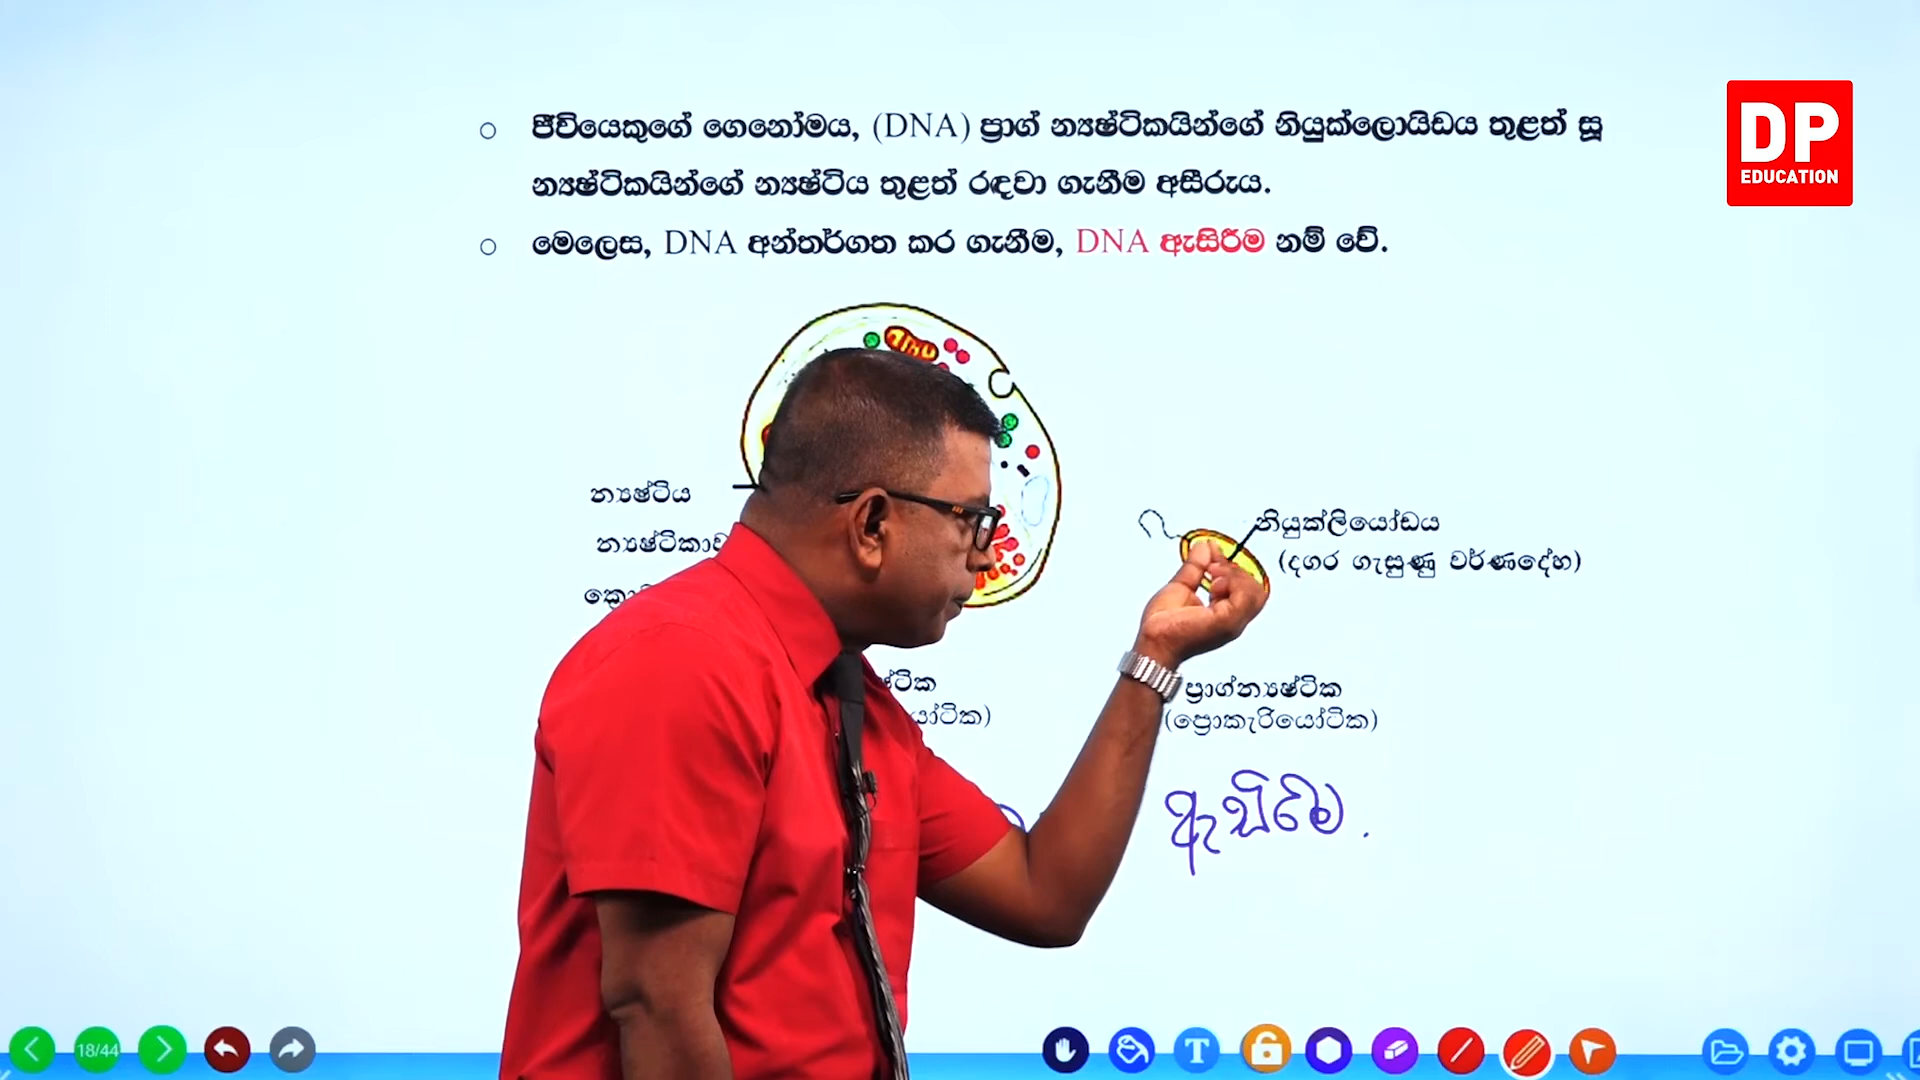 ජීවියෙකුගේ ගෙනෝමය, (DNA) ප්‍රාග් න්‍යෂ්ටිකයින්ගේ නියුක්ලොයිඩය තුළත් සූ
න්‍යෂ්ටිකයින්ගේ න්‍යෂ්ටිය තුළත් රඳවා ගැනීම අසීරුය.
මෙලෙස, DNA අන්තර්ගත කර ගැනීම, DNA ඇසිරීම නම් වේ.
DP
EDUCATION
න්‍යෂ්ටිය
නියුක්ලියෝඩය
(දඟර ගැසුණු වර්ණදේහ)
ප්‍රාග්න්‍යෂ්ටික
(ප්‍රොකැරියෝටික)
ඇසිරීම.
18/44